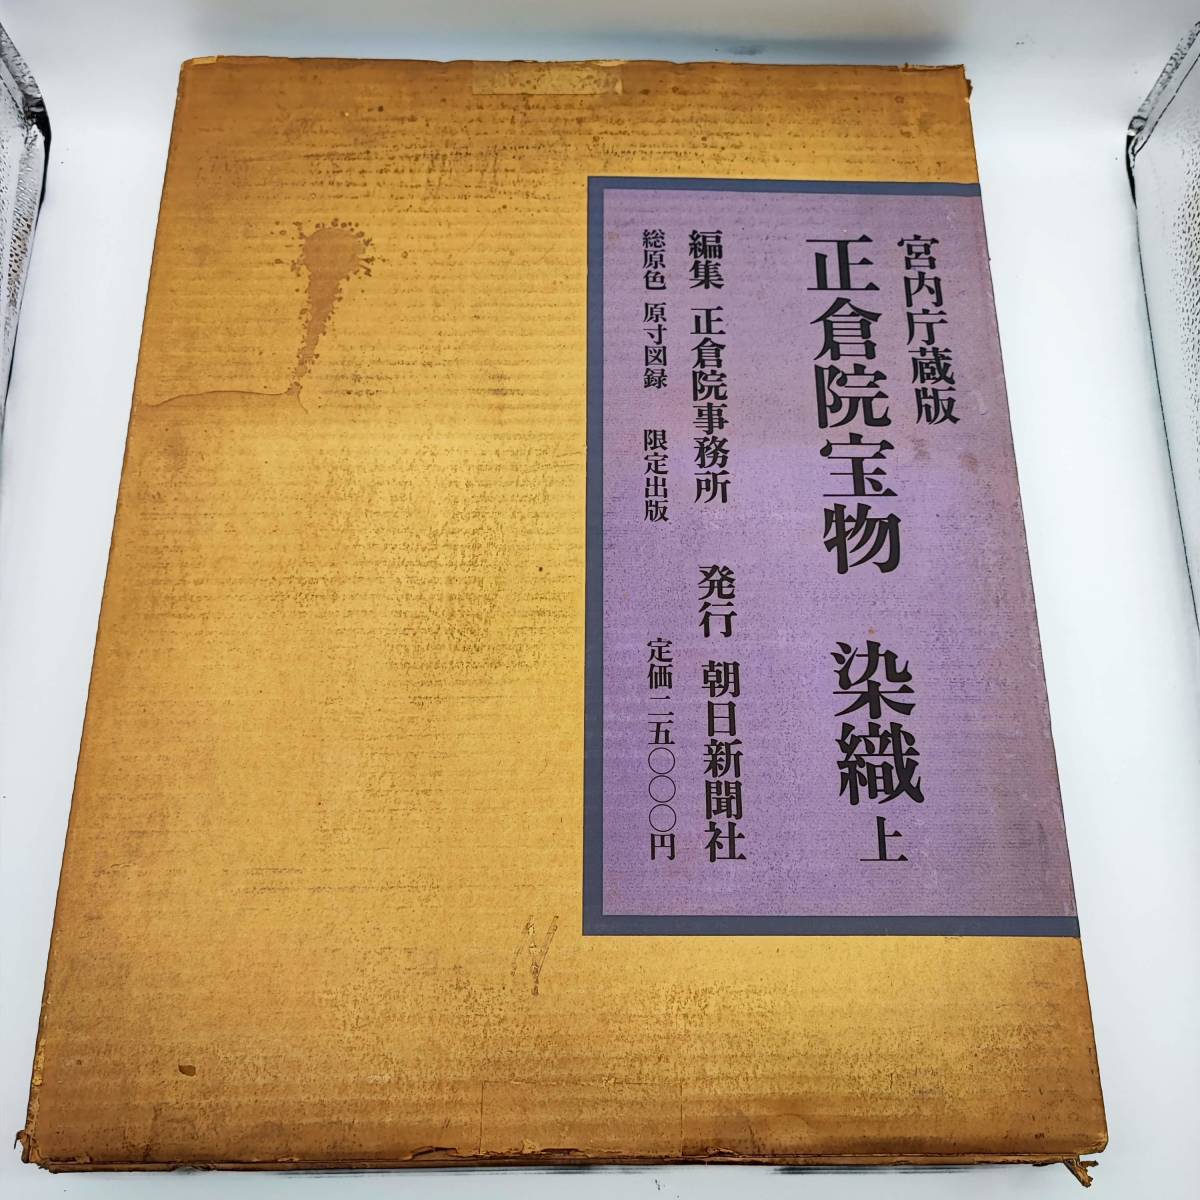 宮内庁蔵版
正倉院宝物 染織 上
編集 正倉院事務所 発行 朝日新聞社
総原色 原寸図録 限定出版 定価二五〇〇〇円